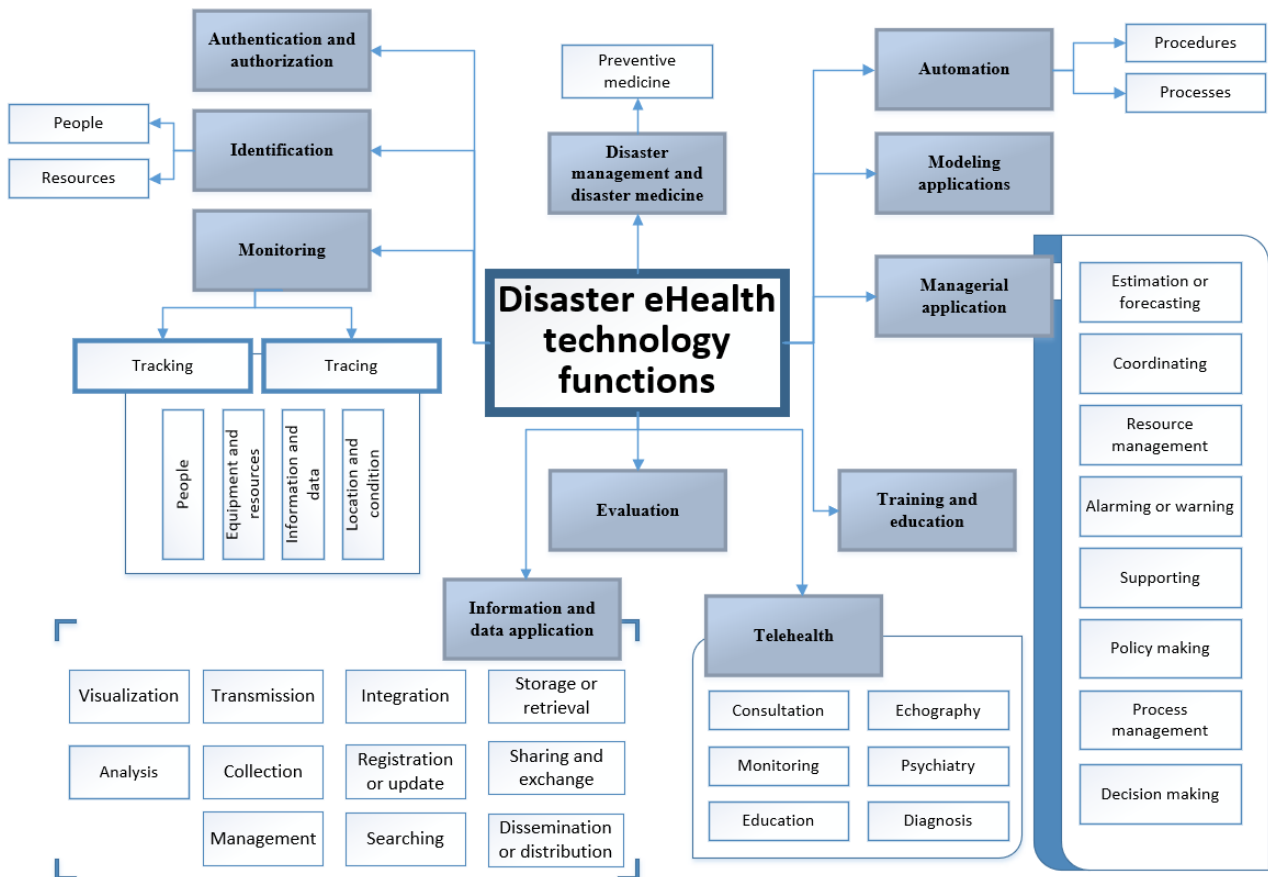 Authentication and
authorization
People
Resources
Identification
Monitoring
Tracking
Tracing
People
Equipment and
resources
Information and
data
Location and
condition
Preventive
medicine
Disaster
management and
disaster medicine
Disaster eHealth
technology
functions
Evaluation
Automation
Procedures
Processes
Modeling
applications
Managerial
application
Estimation or
forecasting
Coordinating
Resource
management
Alarming or warning
Supporting
Policy making
Process
management
Decision making
Training and
education
Information and
data application
Visualization
Transmission
Integration
Storage or
retrieval
Analysis
Collection
Registration
or update
Sharing and
exchange
Management
Searching
Dissemination
or distribution
Telehealth
Consultation
Echography
Monitoring
Psychiatry
Education
Diagnosis